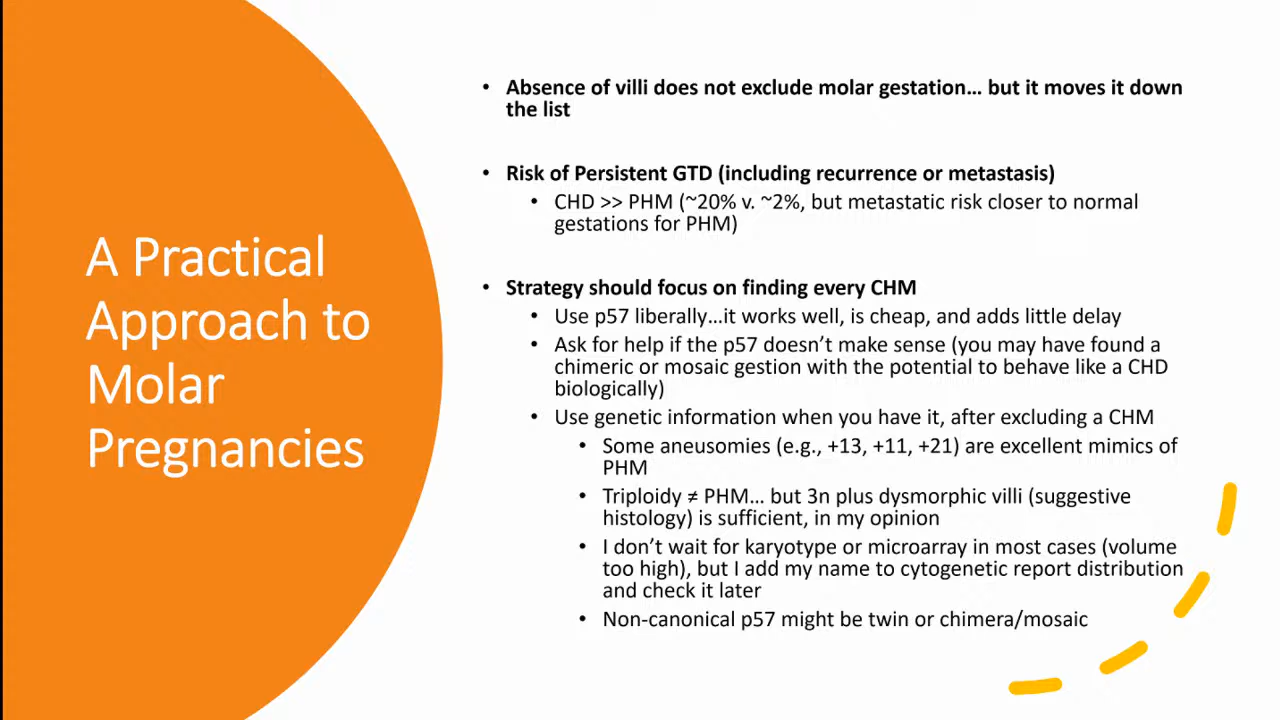 A Practical
Approach to
Molar
Pregnancies
• Absence of villi does not exclude molar gestation… but it moves it down
the list
• Risk of Persistent GTD (including recurrence or metastasis)
• CHD >> PHM (~20% v. ~2%, but metastatic risk closer to normal
gestations for PHM)
• Strategy should focus on finding every CHM
• Use p57 liberally…it works well, is cheap, and adds little delay
• Ask for help if the p57 doesn’t make sense (you may have found a
chimeric or mosaic gestion with the potential to behave like a CHD
biologically)
• Use genetic information when you have it, after excluding a CHM
• Some aneusomies (e.g., +13, +11, +21) are excellent mimics of
PHM
• Triploidy ≠ PHM… but 3n plus dysmorphic villi (suggestive
histology) is sufficient, in my opinion
• I don’t wait for karyotype or microarray in most cases (volume
too high), but I add my name to cytogenetic report distribution
and check it later
• Non-canonical p57 might be twin or chimera/mosaic